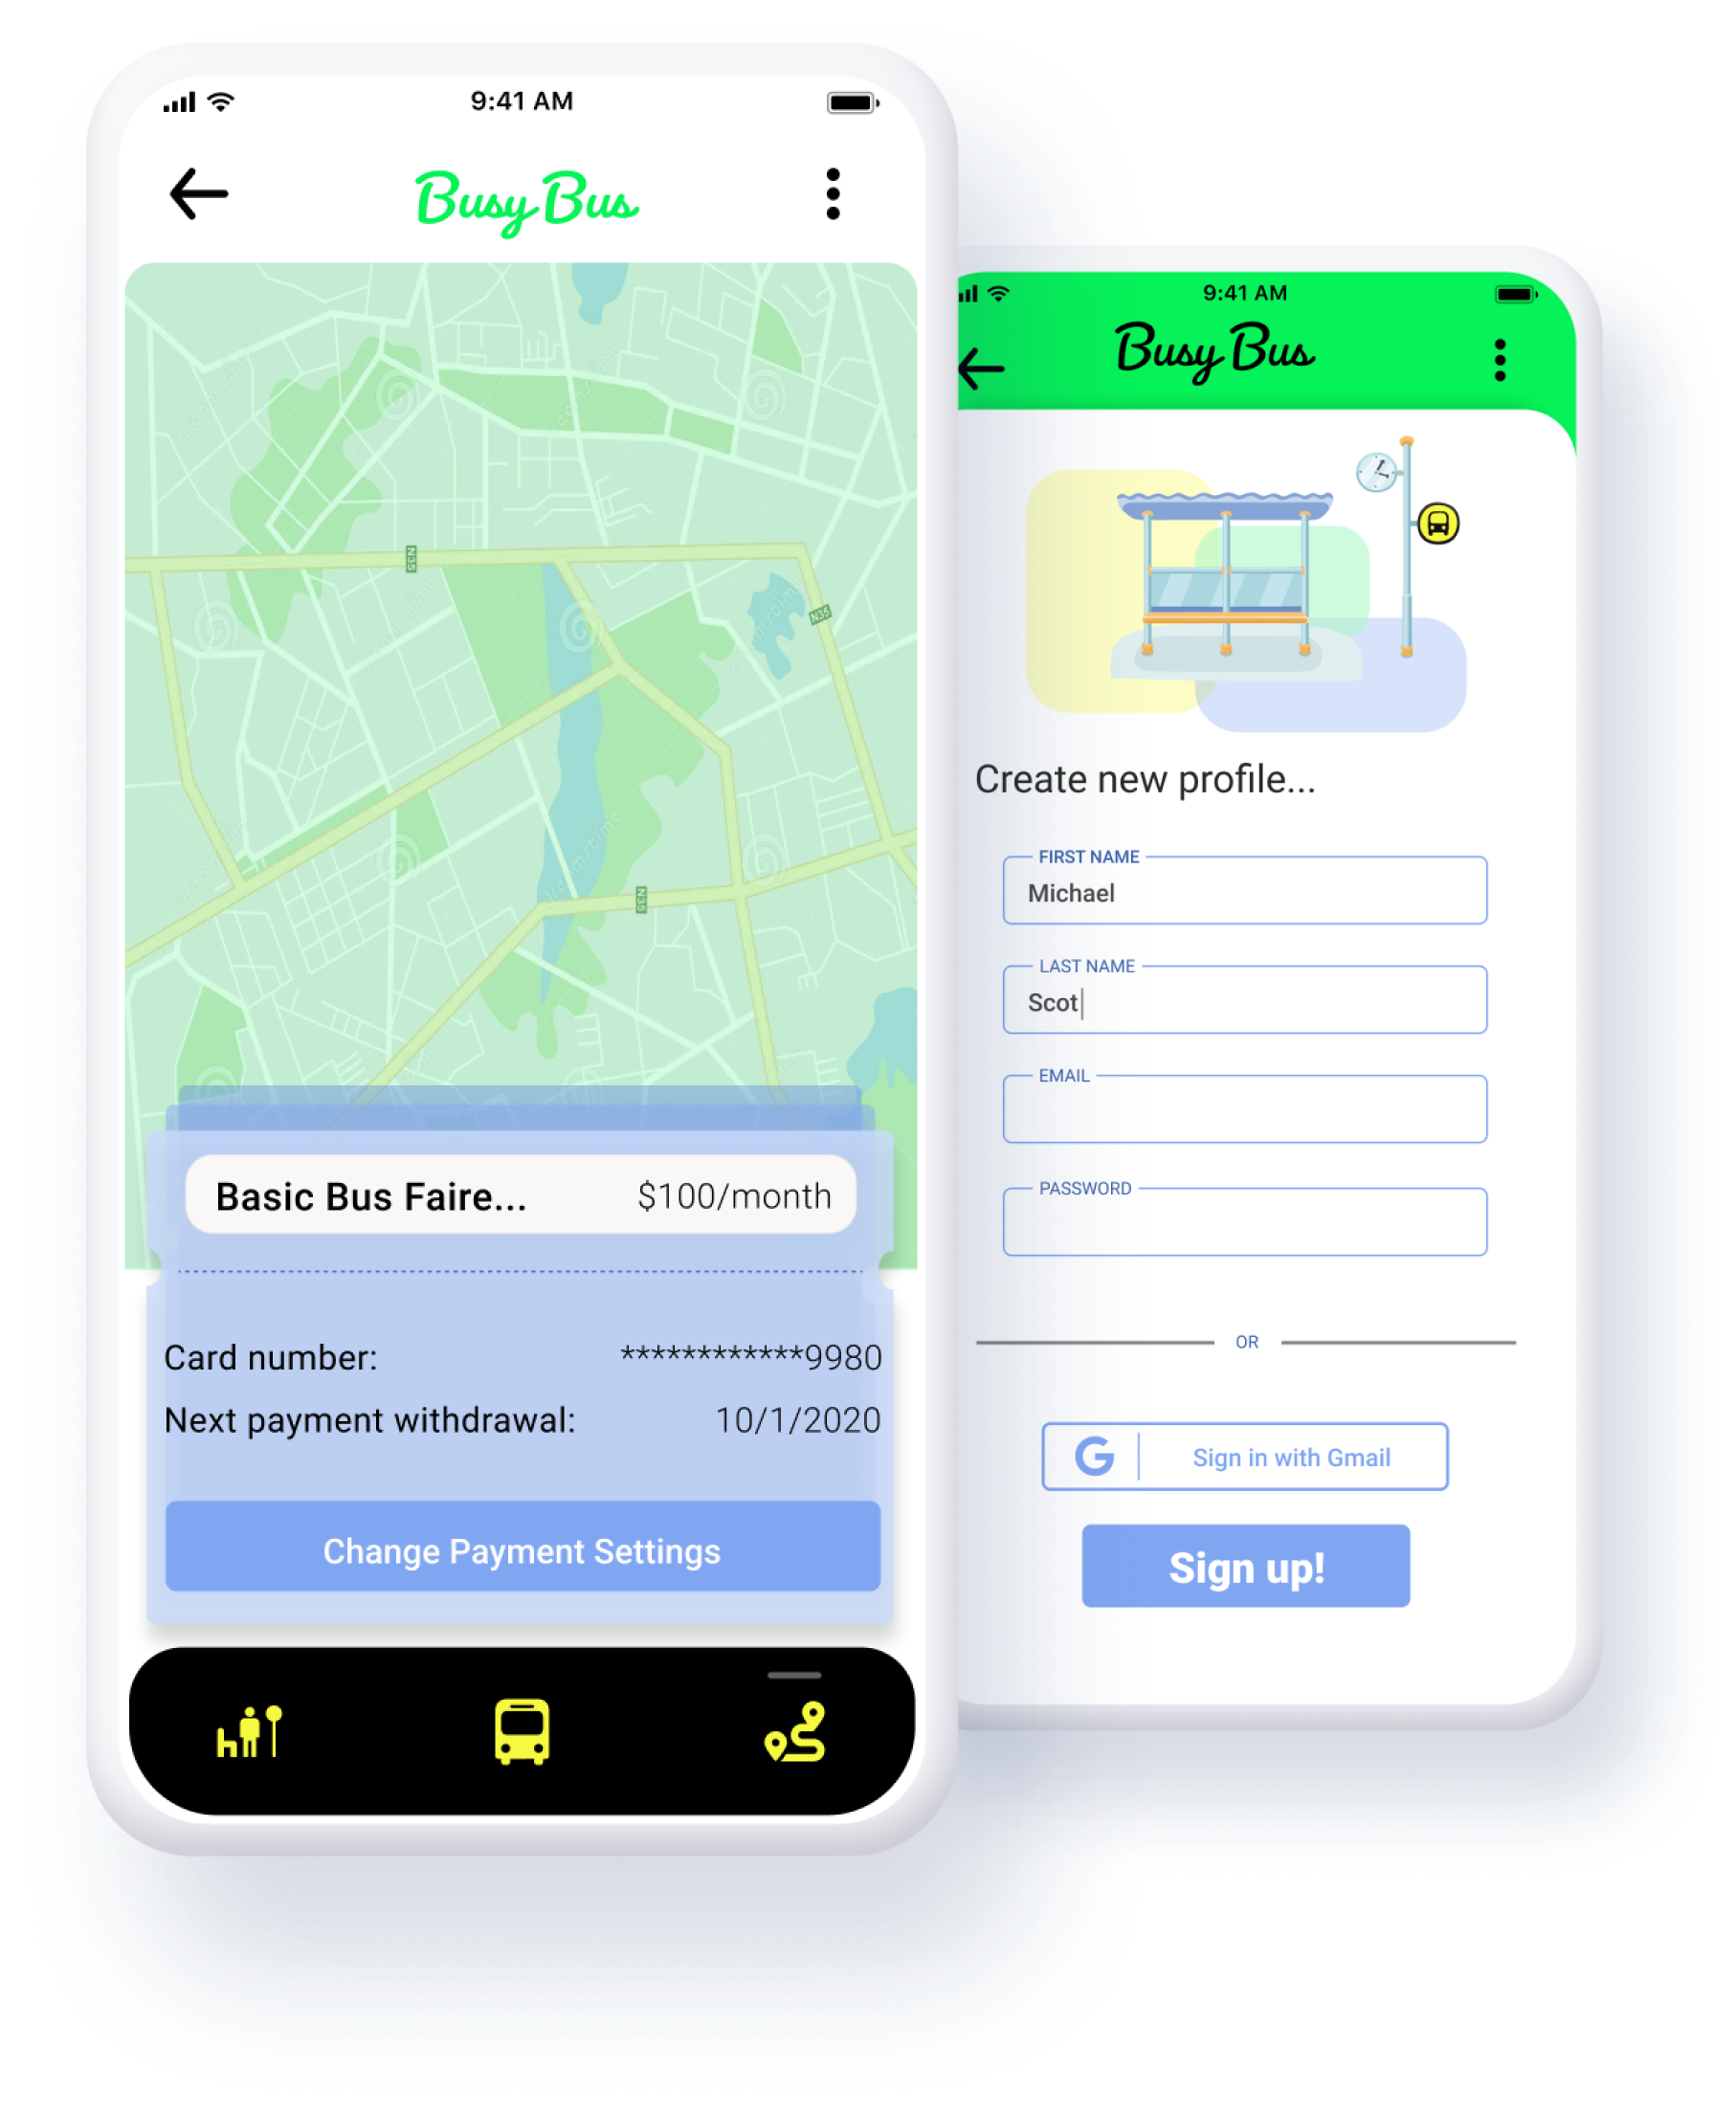 9:41 AM
Busy Bus
N35
N35
N35
dreamstime
Basic Bus Faire... $100/month
Card number: ************9980
Next payment withdrawal: 10/1/2020
Change Payment Settings
9:41 AM
Busy Bus
Create new profile...
FIRST NAME
Michael
LAST NAME
Scot
EMAIL
PASSWORD
OR
G Sign in with Gmail
Sign up!